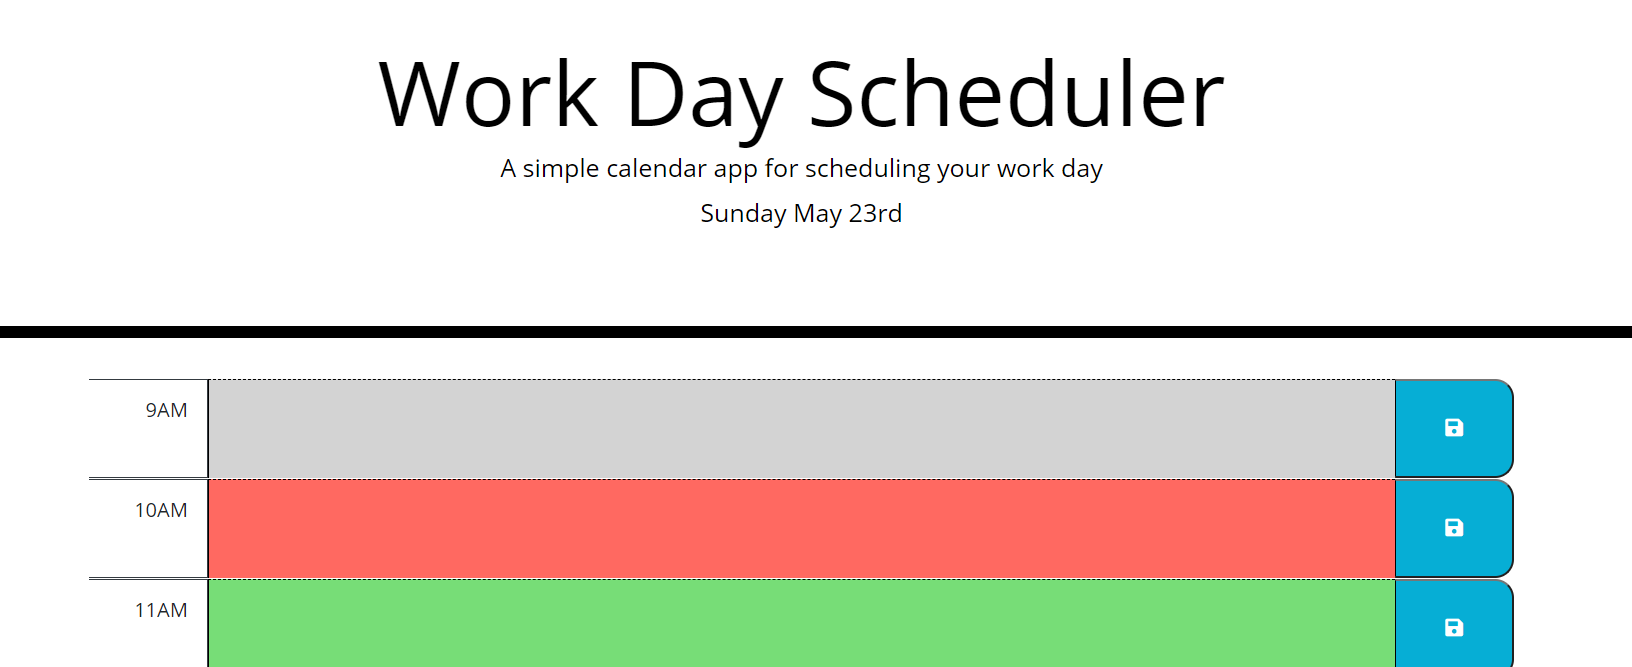 Work Day Scheduler
A simple calendar app for scheduling your work day
Sunday May 23rd
9AM
10AM
11AM